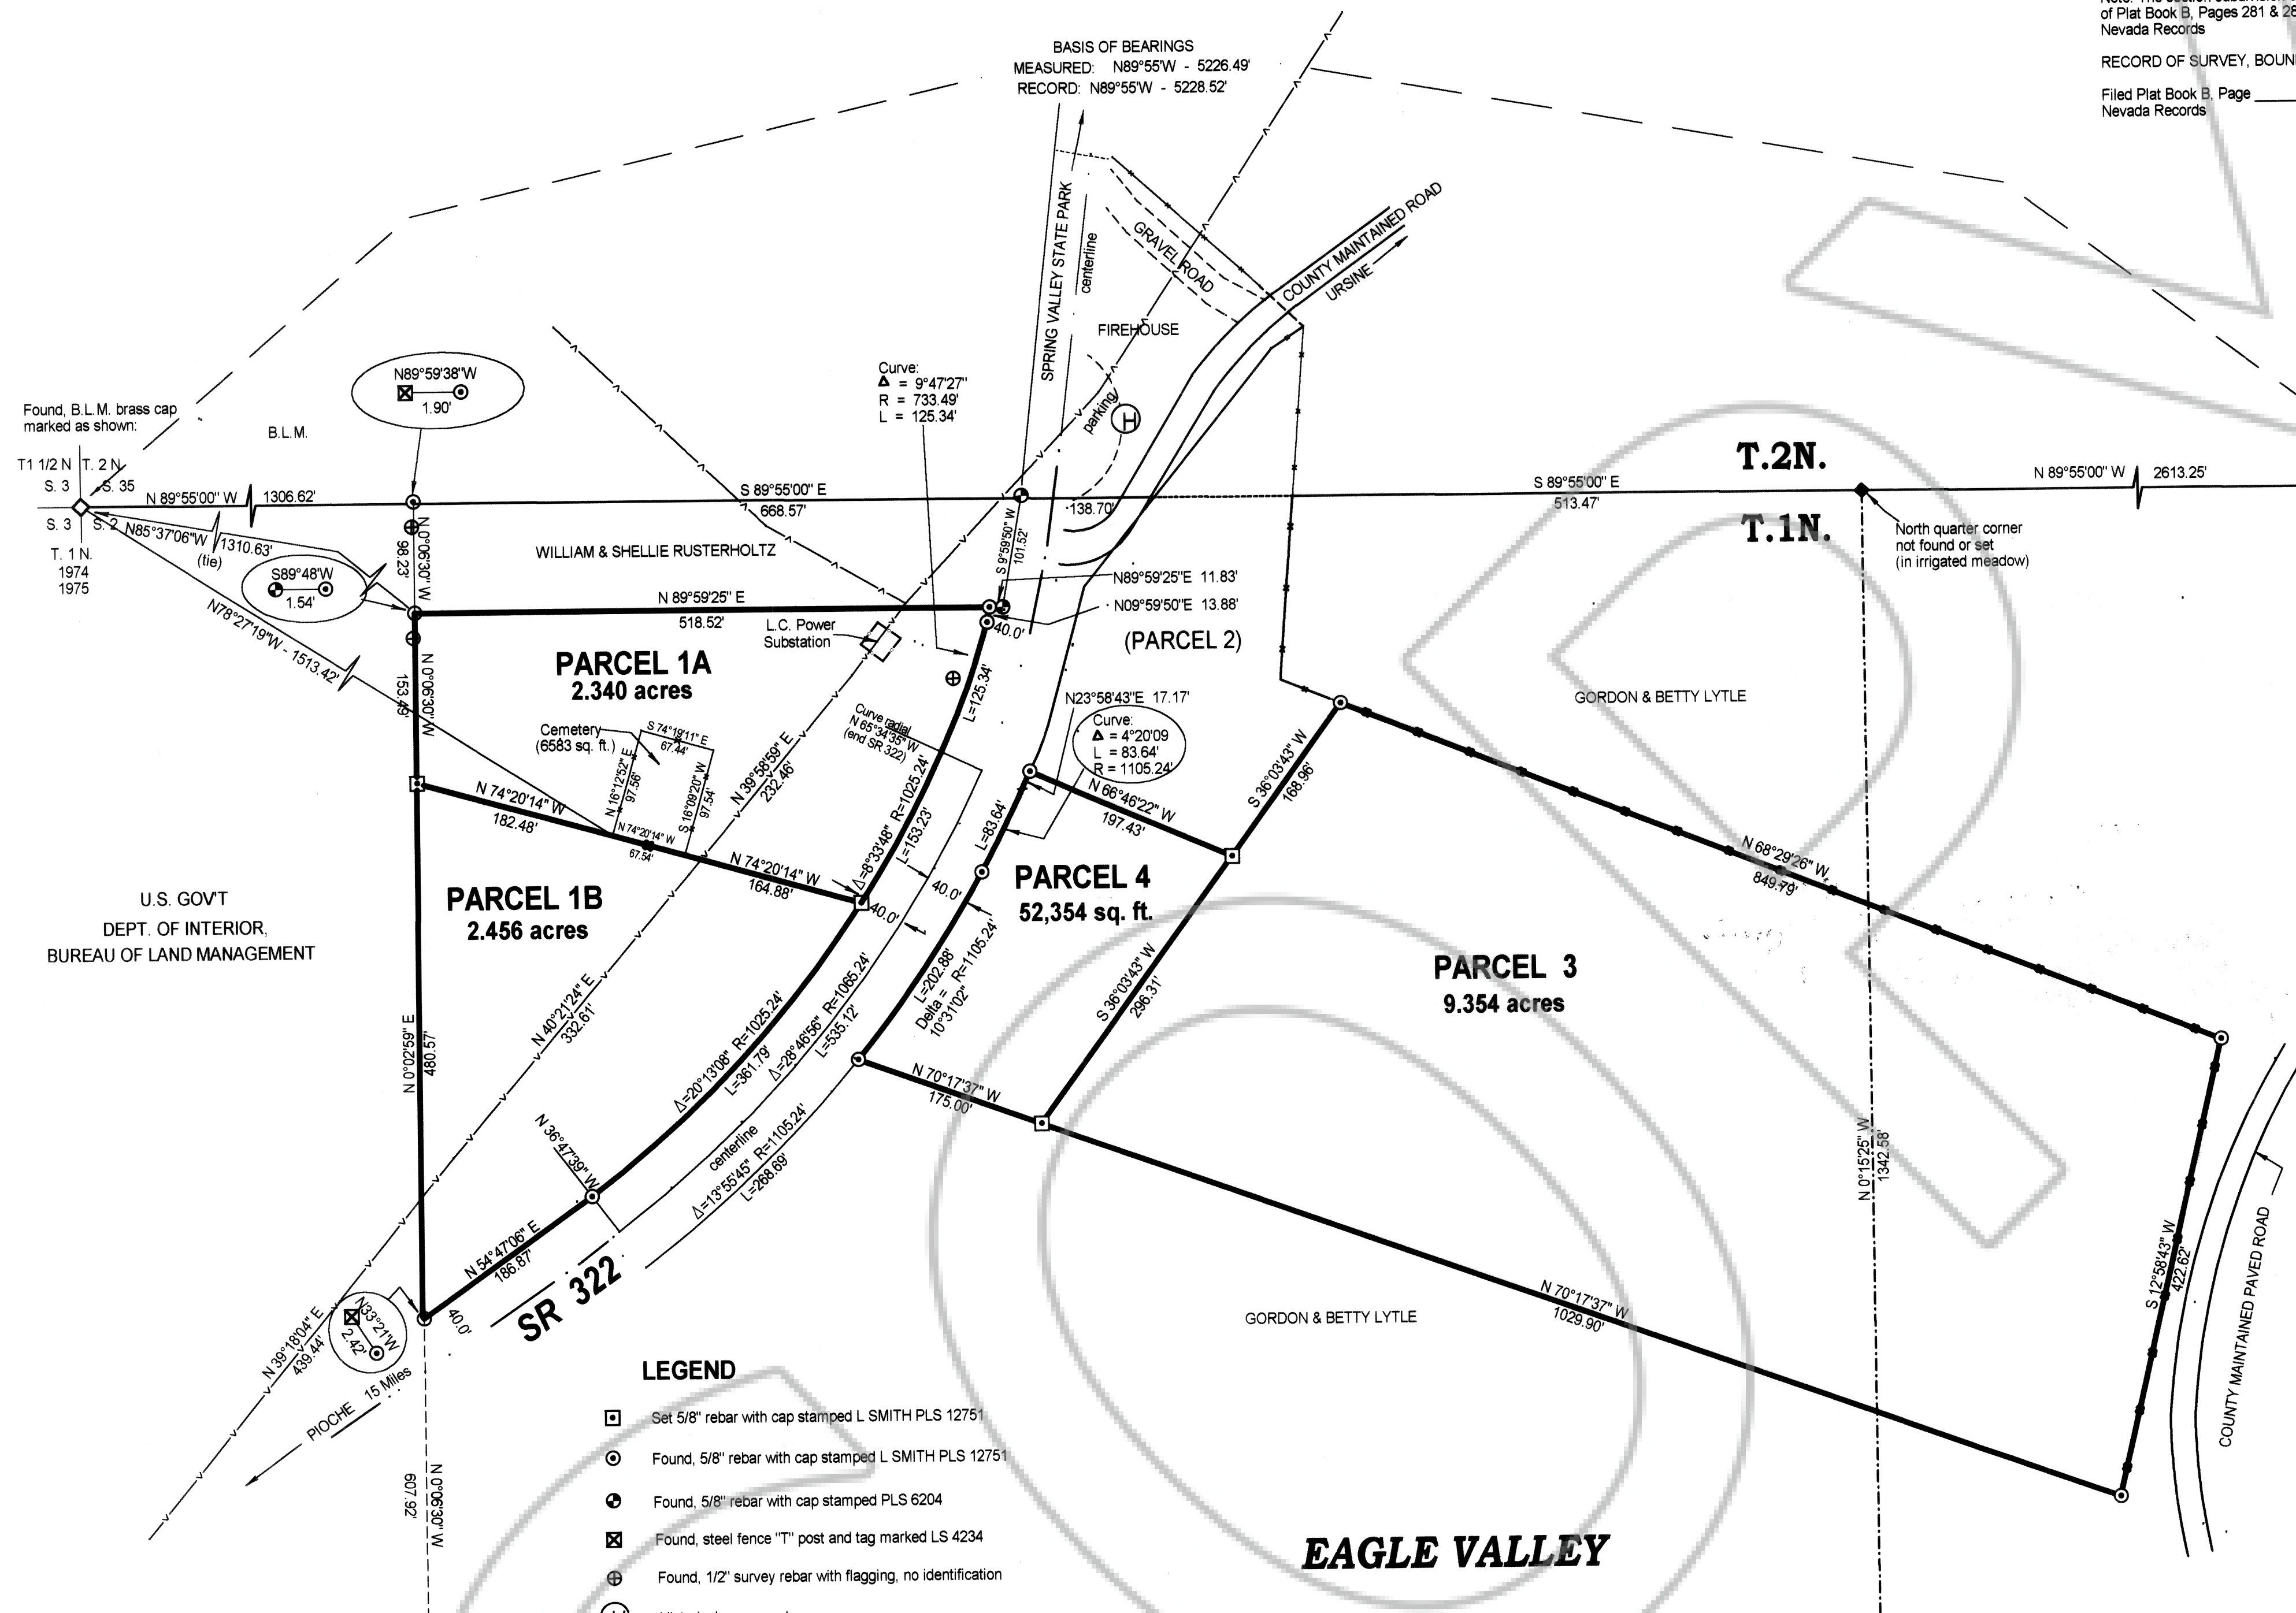 of Plat Book B, Pages 281 & 28
Nevada Records
RECORD OF SURVEY, BOUN
Filed Plat Book B, Page
Nevada Records
BASIS OF BEARINGS
MEASURED: N89°55'W - 5226.49'
RECORD: N89°55'W - 5228.52'
SPRING VALLEY STATE PARK
centerline
GRAVEL ROAD
COUNTY MAINTAINED ROAD
URSINE
FIREHOUSE
parking
H
Curve:
Δ = 9°47'27"
R = 733.49'
L = 125.34'
N89°59'38"W
1.90'
Found, B.L.M. brass cap
marked as shown:
B.L.M.
T1 1/2 N T. 2 N
S. 3 S. 35
S. 3 S. 2
T. 1 N.
1974
1975
N 89°55'00" W 1306.62'
S 89°55'00" E
668.57'
138.70'
S 89°55'00" E
513.47'
T.2N.
T.1N.
N 89°55'00" W 2613.25'
North quarter corner
not found or set
(in irrigated meadow)
N85°37'06"W 1310.63'
(tie)
N 0°06'30" W
98.23'
S89°48'W
1.54'
N78°27'19"W - 1513.42'
WILLIAM & SHELLIE RUSTERHOLTZ
S 9°59'50" W
101.52'
N89°59'25"E 11.83'
N09°59'50"E 13.88'
40.0'
(PARCEL 2)
N 89°59'25" E
518.52'
L.C. Power
Substation
PARCEL 1A
2.340 acres
N 0°06'30" W
153.49'
Cemetery
(6583 sq. ft.)
S 74°19'11" E
67.44'
N 16°12'52" E
97.56'
S 16°09'20" W
97.54'
N 74°20'14" W
182.48'
N 74°20'14" W
67.54'
N 74°20'14" W
164.88'
N 39°58'59" E
232.46'
Curve radial
N 65°34'35" W
(end SR 322)
L=125.34'
Δ=8°33'48" R=1025.24'
L=153.23'
N23°58'43"E 17.17'
Curve:
Δ = 4°20'09
L = 83.64'
R = 1105.24'
L=83.64'
N 66°46'22" W
197.43'
S 36°03'43" W
168.96'
GORDON & BETTY LYTLE
N 68°29'26" W
849.79'
U.S. GOV'T
DEPT. OF INTERIOR,
BUREAU OF LAND MANAGEMENT
PARCEL 1B
2.456 acres
40.0'
40.0'
PARCEL 4
52,354 sq. ft.
PARCEL 3
9.354 acres
N 0°02'59" E
480.57'
N 40°21'24" E
332.61'
Δ=20°13'08" R=1025.24'
L=361.79'
Δ=28°46'56" R=1065.24'
L=535.12'
L=202.88'
Delta = R=1105.24'
10°31'02"
S 36°03'43" W
296.31'
N 70°17'37" W
175.00'
centerline
Δ=13°55'45" R=1105.24'
L=268.69'
N 36°47'39" W
N 54°47'06" E
186.87'
SR 322
40.0'
N 0°15'25" W
1342.58'
S 12°58'43" W
422.62'
COUNTY MAINTAINED PAVED ROAD
N 70°17'37" W
1029.90'
GORDON & BETTY LYTLE
N 39°18'04" E
439.44'
N33°21'W
2.42'
PIOCHE 15 Miles
N 0°06'30" W
607.92'
LEGEND
Set 5/8" rebar with cap stamped L SMITH PLS 12751
Found, 5/8" rebar with cap stamped L SMITH PLS 12751
Found, 5/8" rebar with cap stamped PLS 6204
Found, steel fence "T" post and tag marked LS 4234
Found, 1/2" survey rebar with flagging, no identification
EAGLE VALLEY